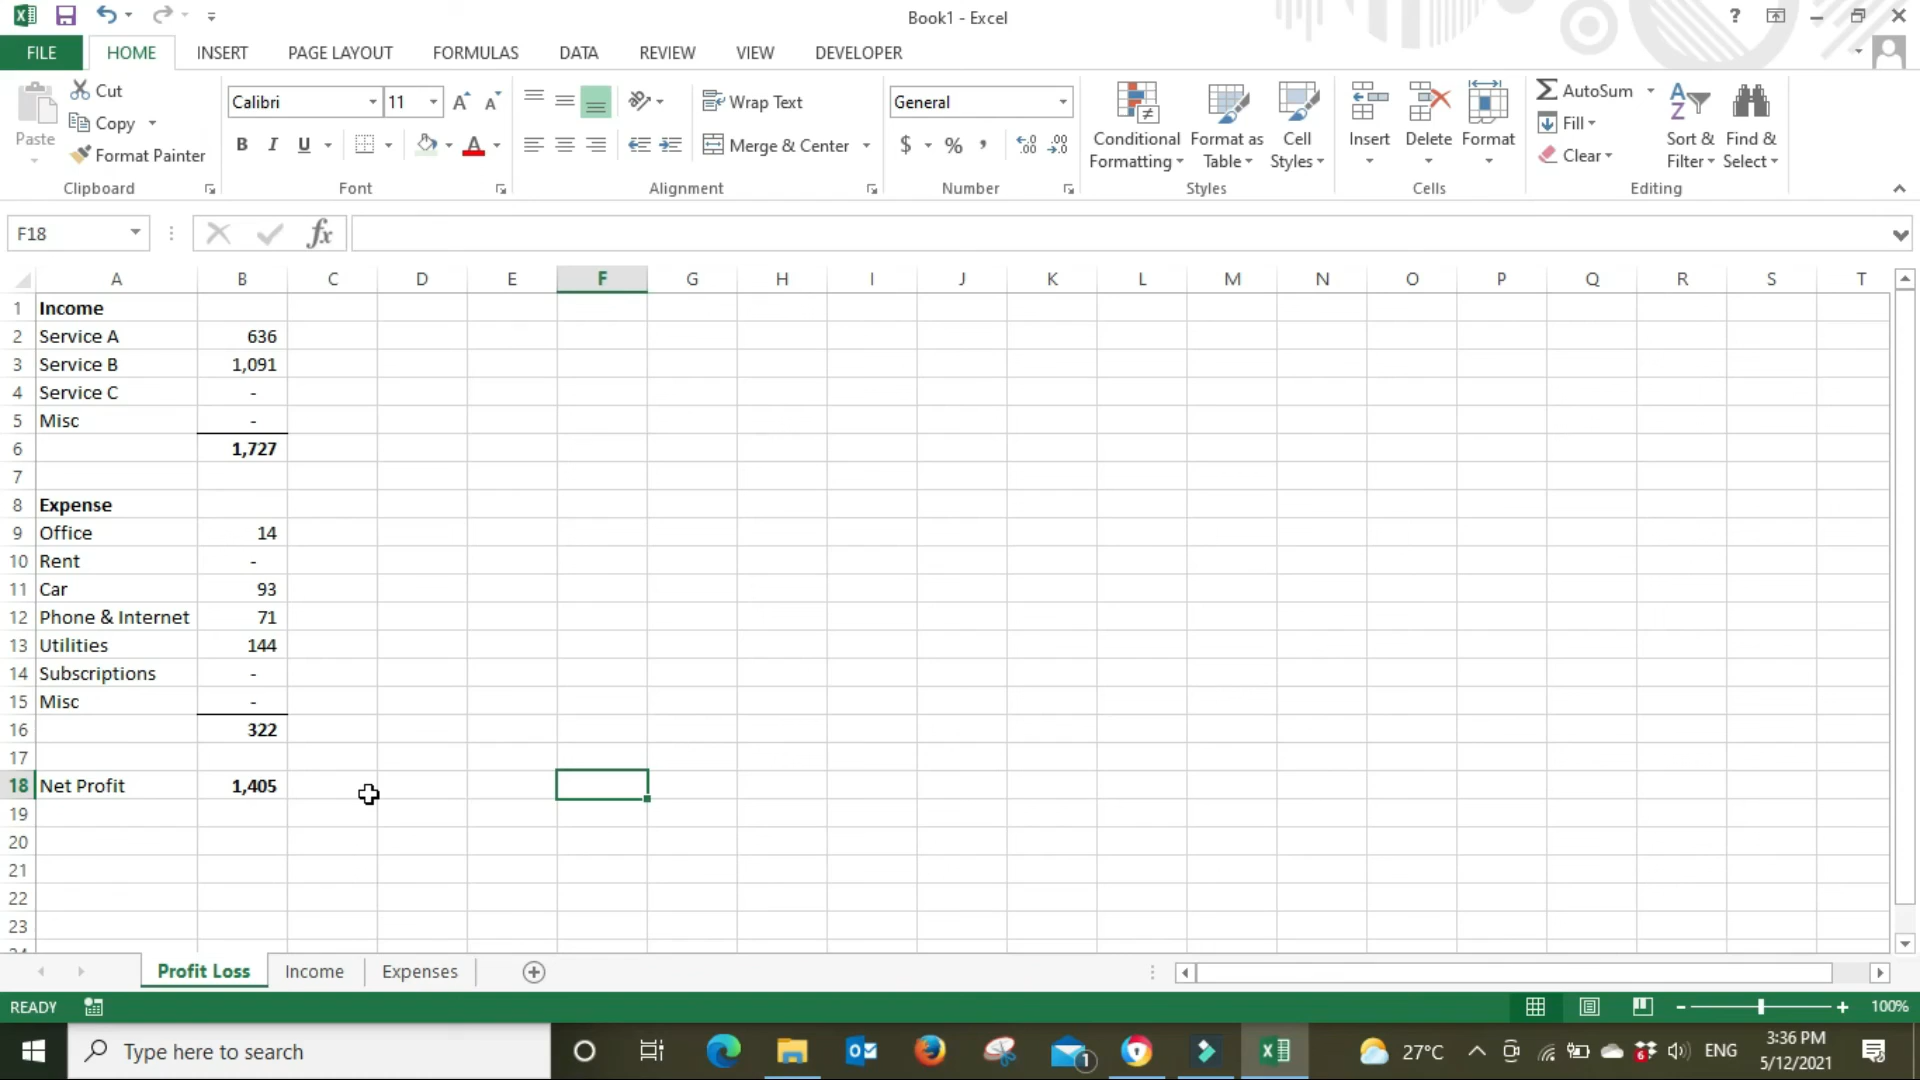 Book1 - Excel
?
FILE HOME INSERT PAGE LAYOUT FORMULAS DATA REVIEW VIEW DEVELOPER
Paste
Cut
Copy
Format Painter
Clipboard
Calibri 11
B I U
Font
Wrap Text
Merge & Center
Alignment
General
$ % ,
Number
Conditional Formatting
Format as Table
Cell Styles
Styles
Insert Delete Format
Cells
AutoSum
Fill
Clear
Sort & Filter
Find & Select
Editing
F18
fx
A B C D E F G H I J K L M N O P Q R S T
1 Income
2 Service A 636
3 Service B 1,091
4 Service C -
5 Misc -
6 1,727
7
8 Expense
9 Office 14
10 Rent -
11 Car 93
12 Phone & Internet 71
13 Utilities 144
14 Subscriptions -
15 Misc -
16 322
17
18 Net Profit 1,405
19
20
21
22
23
Profit Loss Income Expenses
READY 100%
Type here to search
1
27°C
6
ENG
3:36 PM
5/12/2021